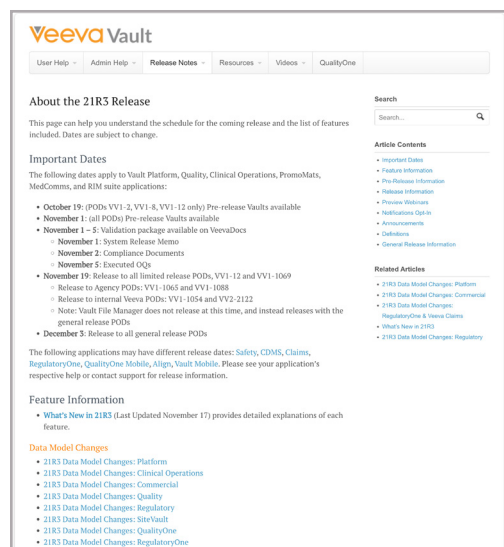 Veeva Vault
User Help
Admin Help
Release Notes
Resources
Videos
QualityOne
About the 21R3 Release
This page can help you understand the schedule for the coming release and the list of features
included. Dates are subject to change.
Important Dates
The following dates apply to Vault Platform, Quality, Clinical Operations, PromoMats,
MedComms, and RIM suite applications:
• October 19: (PODs VV1-2, VV1-8, VV1-12 only) Pre-release Vaults available
• November 1: (all PODs) Pre-release Vaults available
• November 1 – 5: Validation package available on VeevaDocs
○ November 1: System Release Memo
○ November 2: Compliance Documents
○ November 5: Executed OQs
• November 19: Release to all limited release PODs, VV1-12 and VV1-1069
○ Release to Agency PODs: VV1-1065 and VV1-1088
○ Release to internal Veeva PODs: VV1-1054 and VV2-2122
○ Note: Vault File Manager does not release at this time, and instead releases with the
general release PODs
• December 3: Release to all general release PODs
The following applications may have different release dates: Safety, CDMS, Claims,
RegulatoryOne, QualityOne Mobile, Align, Vault Mobile. Please see your application's
respective help or contact support for release information.
Feature Information
• What's New in 21R3 (Last Updated November 17) provides detailed explanations of each
feature.
Data Model Changes
• 21R3 Data Model Changes: Platform
• 21R3 Data Model Changes: Clinical Operations
• 21R3 Data Model Changes: Commercial
• 21R3 Data Model Changes: Quality
• 21R3 Data Model Changes: Regulatory
• 21R3 Data Model Changes: SiteVault
• 21R3 Data Model Changes: QualityOne
• 21R3 Data Model Changes: RegulatoryOne
Search
Search...
Article Contents
• Important Dates
• Feature Information
• Pre-Release Information
• Release Information
• Preview Webinars
• Notifications Opt-In
• Announcements
• Definitions
• General Release Information
Related Articles
• 21R3 Data Model Changes: Platform
• 21R3 Data Model Changes: Commercial
• 21R3 Data Model Changes:
RegulatoryOne & Veeva Claims
• What's New in 21R3
• 21R3 Data Model Changes: Regulatory